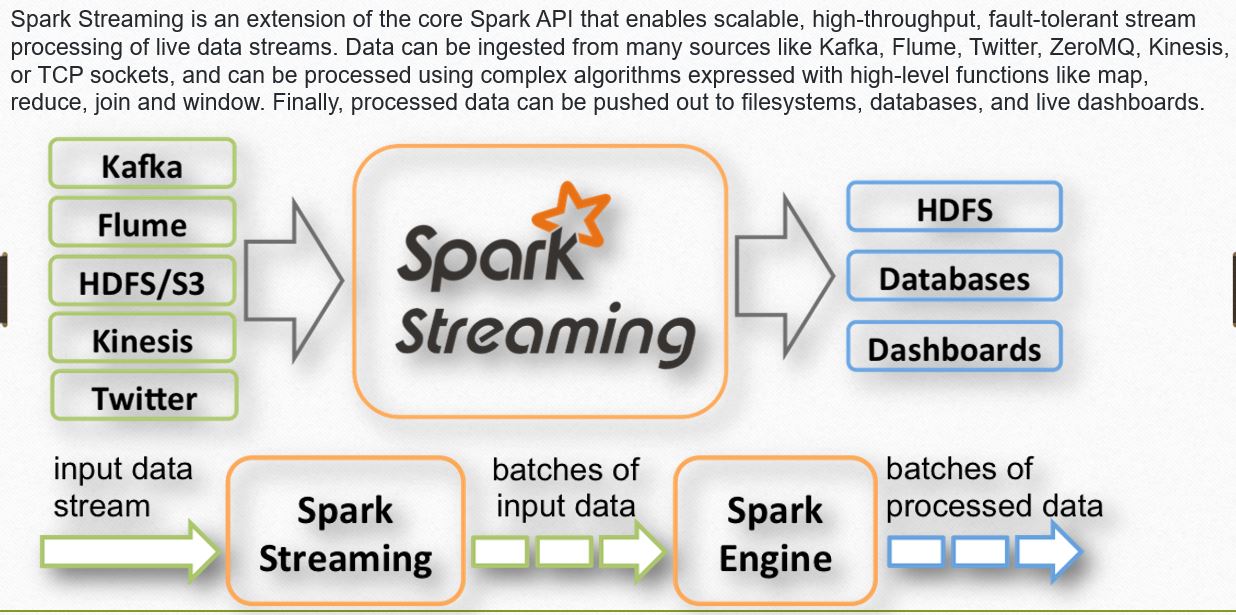 Spark Streaming is an extension of the core Spark API that enables scalable, high-throughput, fault-tolerant stream
processing of live data streams. Data can be ingested from many sources like Kafka, Flume, Twitter, ZeroMQ, Kinesis,
or TCP sockets, and can be processed using complex algorithms expressed with high-level functions like map,
reduce, join and window. Finally, processed data can be pushed out to filesystems, databases, and live dashboards.
Kafka
Flume
HDFS/S3
Kinesis
Twitter
Spark
Streaming
HDFS
Databases
Dashboards
input data
stream
Spark
Streaming
batches of
input data
Spark
Engine
batches of
processed data